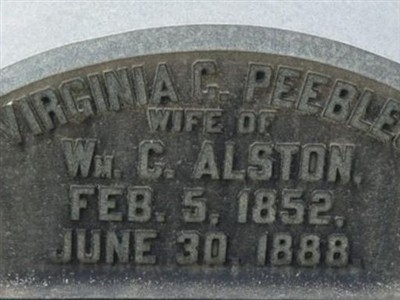 VIRGINIA C. PEEBLES
WIFE OF
WM. C. ALSTON,
FEB. 5, 1852,
JUNE 30, 1888.